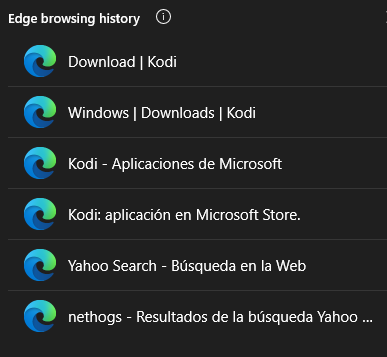 Edge browsing history
Download | Kodi
Windows | Downloads | Kodi
Kodi - Aplicaciones de Microsoft
Kodi: aplicación en Microsoft Store.
Yahoo Search - Búsqueda en la Web
nethogs - Resultados de la búsqueda Yahoo ...